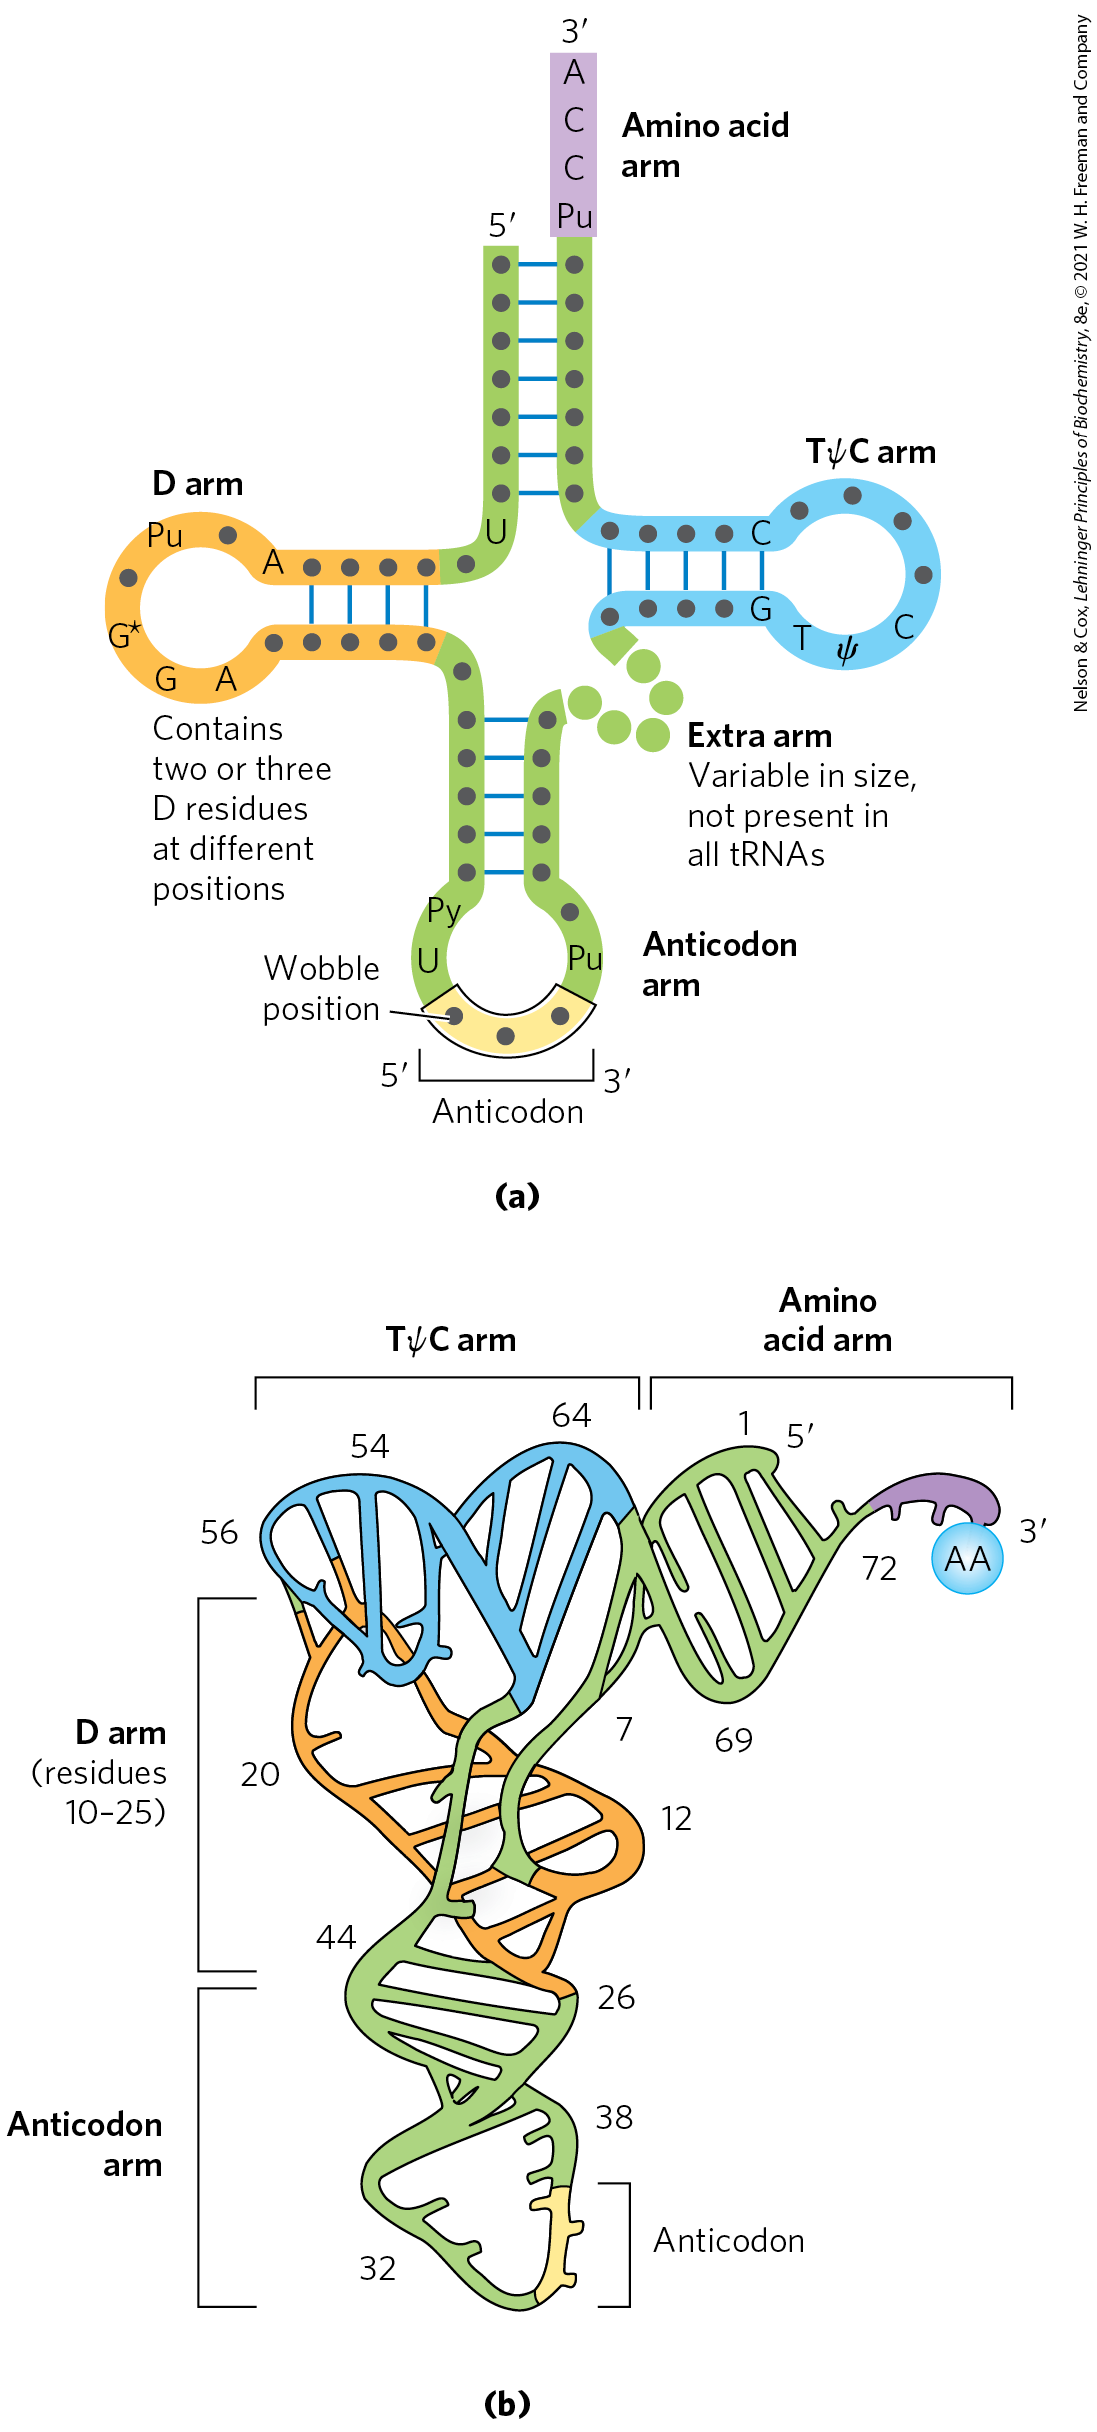 3′
A
C
C
Pu
Amino acid
arm
5′
U
D arm
Pu
A
G*
G
A
Contains
two or three
D residues
at different
positions
TψC arm
C
G
T
ψ
C
Extra arm
Variable in size,
not present in
all tRNAs
Py
U
Pu
Anticodon
arm
Wobble
position
5′
3′
Anticodon
(a)
Amino
acid arm
TψC arm
64
1
5′
54
56
3′
72
AA
7
69
D arm
(residues
10–25)
20
12
44
26
Anticodon
arm
38
32
Anticodon
(b)
Nelson & Cox, Lehninger Principles of Biochemistry, 8e, © 2021 W. H. Freeman and Company